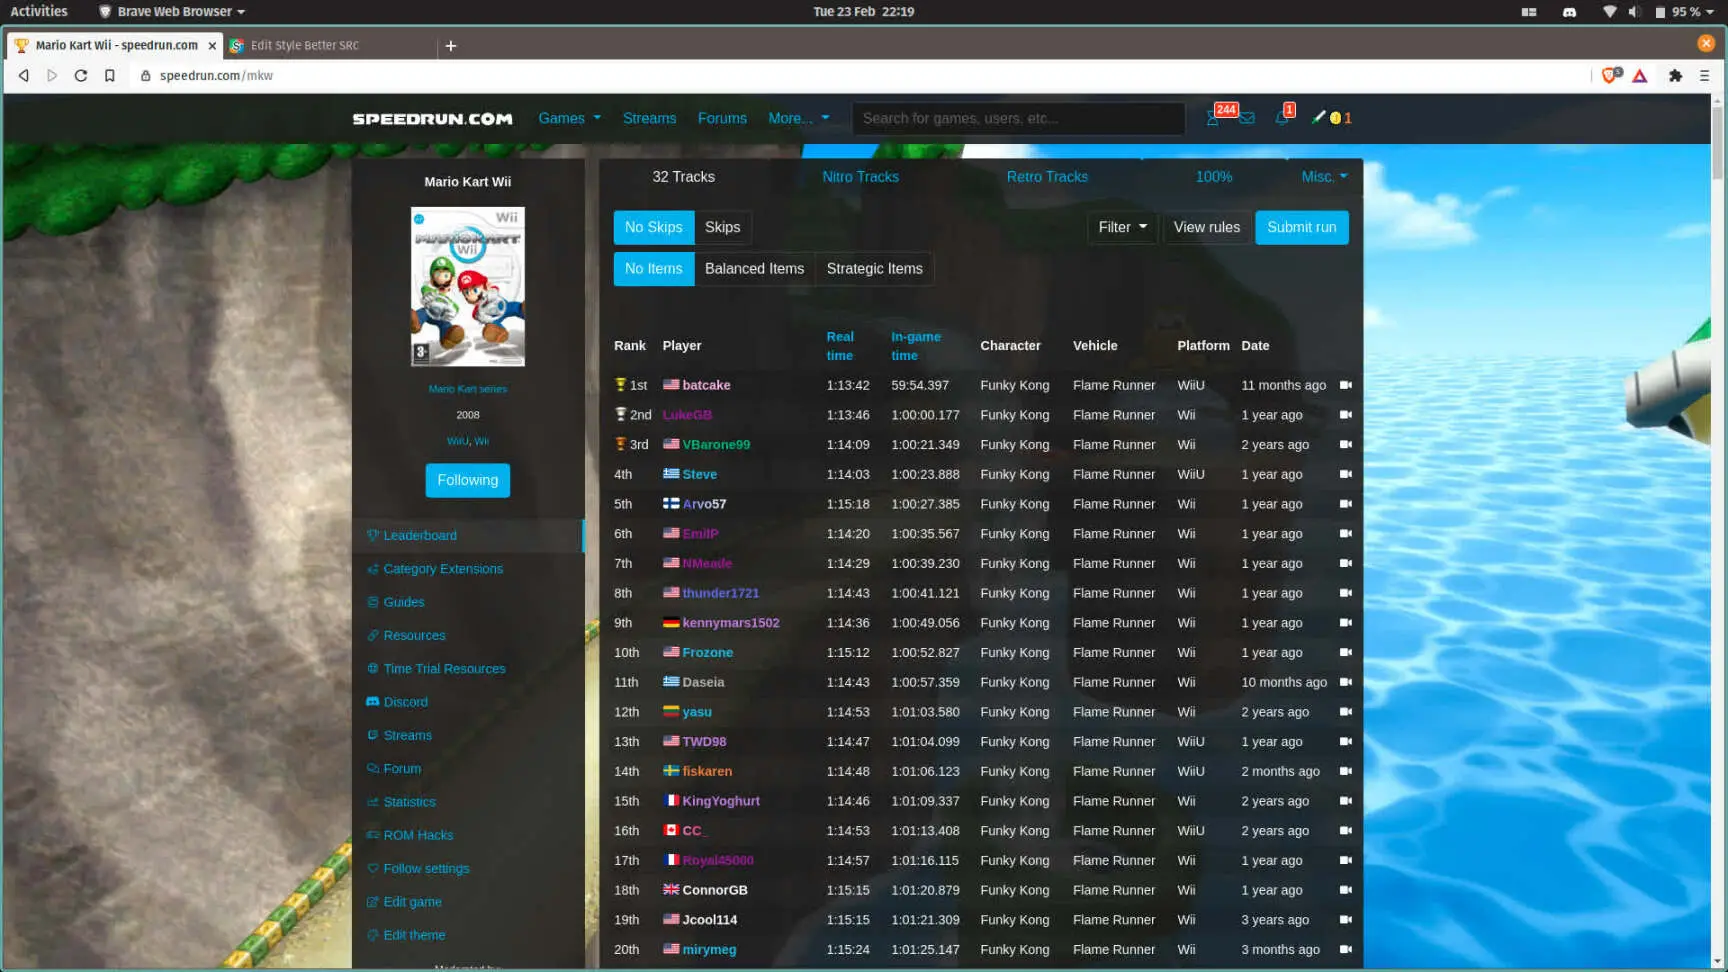 Activities Brave Web Browser Tue 23 Feb 22:19 95 %
Mario Kart Wii - speedrun.com Edit Style Better SRC
speedrun.com/mkw 5
SPEEDRUN.COM Games Streams Forums More... Search for games, users, etc... 244 1 1
Mario Kart Wii
Wii
MARIOKART
Wii
3
Mario Kart series
2008
WiiU, Wii
Following
Leaderboard
Category Extensions
Guides
Resources
Time Trial Resources
Discord
Streams
Forum
Statistics
ROM Hacks
Follow settings
Edit game
Edit theme
Moderated by:
32 Tracks Nitro Tracks Retro Tracks 100% Misc.
No Skips Skips Filter View rules Submit run
No Items Balanced Items Strategic Items
Rank Player Real time In-game time Character Vehicle Platform Date
1st batcake 1:13:42 59:54.397 Funky Kong Flame Runner WiiU 11 months ago
2nd LukeGB 1:13:46 1:00:00.177 Funky Kong Flame Runner Wii 1 year ago
3rd VBarone99 1:14:09 1:00:21.349 Funky Kong Flame Runner Wii 2 years ago
4th Steve 1:14:03 1:00:23.888 Funky Kong Flame Runner WiiU 1 year ago
5th Arvo57 1:15:18 1:00:27.385 Funky Kong Flame Runner Wii 1 year ago
6th EmilP 1:14:20 1:00:35.567 Funky Kong Flame Runner Wii 1 year ago
7th NMeade 1:14:29 1:00:39.230 Funky Kong Flame Runner Wii 1 year ago
8th thunder1721 1:14:43 1:00:41.121 Funky Kong Flame Runner Wii 1 year ago
9th kennymars1502 1:14:36 1:00:49.056 Funky Kong Flame Runner Wii 1 year ago
10th Frozone 1:15:12 1:00:52.827 Funky Kong Flame Runner Wii 1 year ago
11th Daseia 1:14:43 1:00:57.359 Funky Kong Flame Runner Wii 10 months ago
12th yasu 1:14:53 1:01:03.580 Funky Kong Flame Runner Wii 2 years ago
13th TWD98 1:14:47 1:01:04.099 Funky Kong Flame Runner WiiU 1 year ago
14th fiskaren 1:14:48 1:01:06.123 Funky Kong Flame Runner WiiU 2 months ago
15th KingYoghurt 1:14:46 1:01:09.337 Funky Kong Flame Runner Wii 2 years ago
16th CC_ 1:14:53 1:01:13.408 Funky Kong Flame Runner WiiU 2 years ago
17th Royal45000 1:14:57 1:01:16.115 Funky Kong Flame Runner Wii 1 year ago
18th ConnorGB 1:15:15 1:01:20.879 Funky Kong Flame Runner Wii 1 year ago
19th Jcool114 1:15:15 1:01:21.309 Funky Kong Flame Runner Wii 3 years ago
20th mirymeg 1:15:24 1:01:25.147 Funky Kong Flame Runner Wii 3 months ago